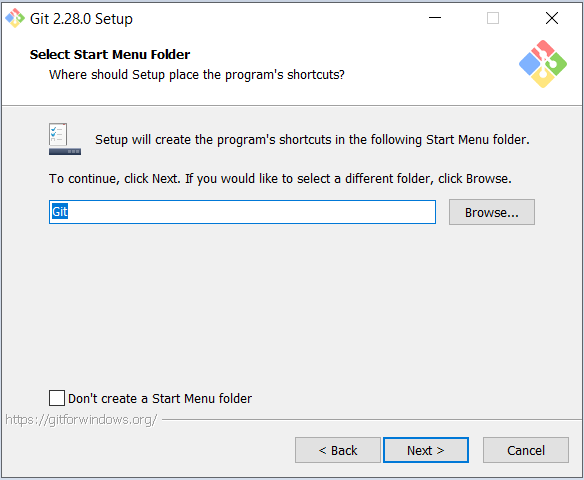 Git 2.28.0 Setup
Select Start Menu Folder
Where should Setup place the program's shortcuts?
Setup will create the program's shortcuts in the following Start Menu folder.
To continue, click Next. If you would like to select a different folder, click Browse.
Git
Browse...
Don't create a Start Menu folder
https://gitforwindows.org/
< Back
Next >
Cancel